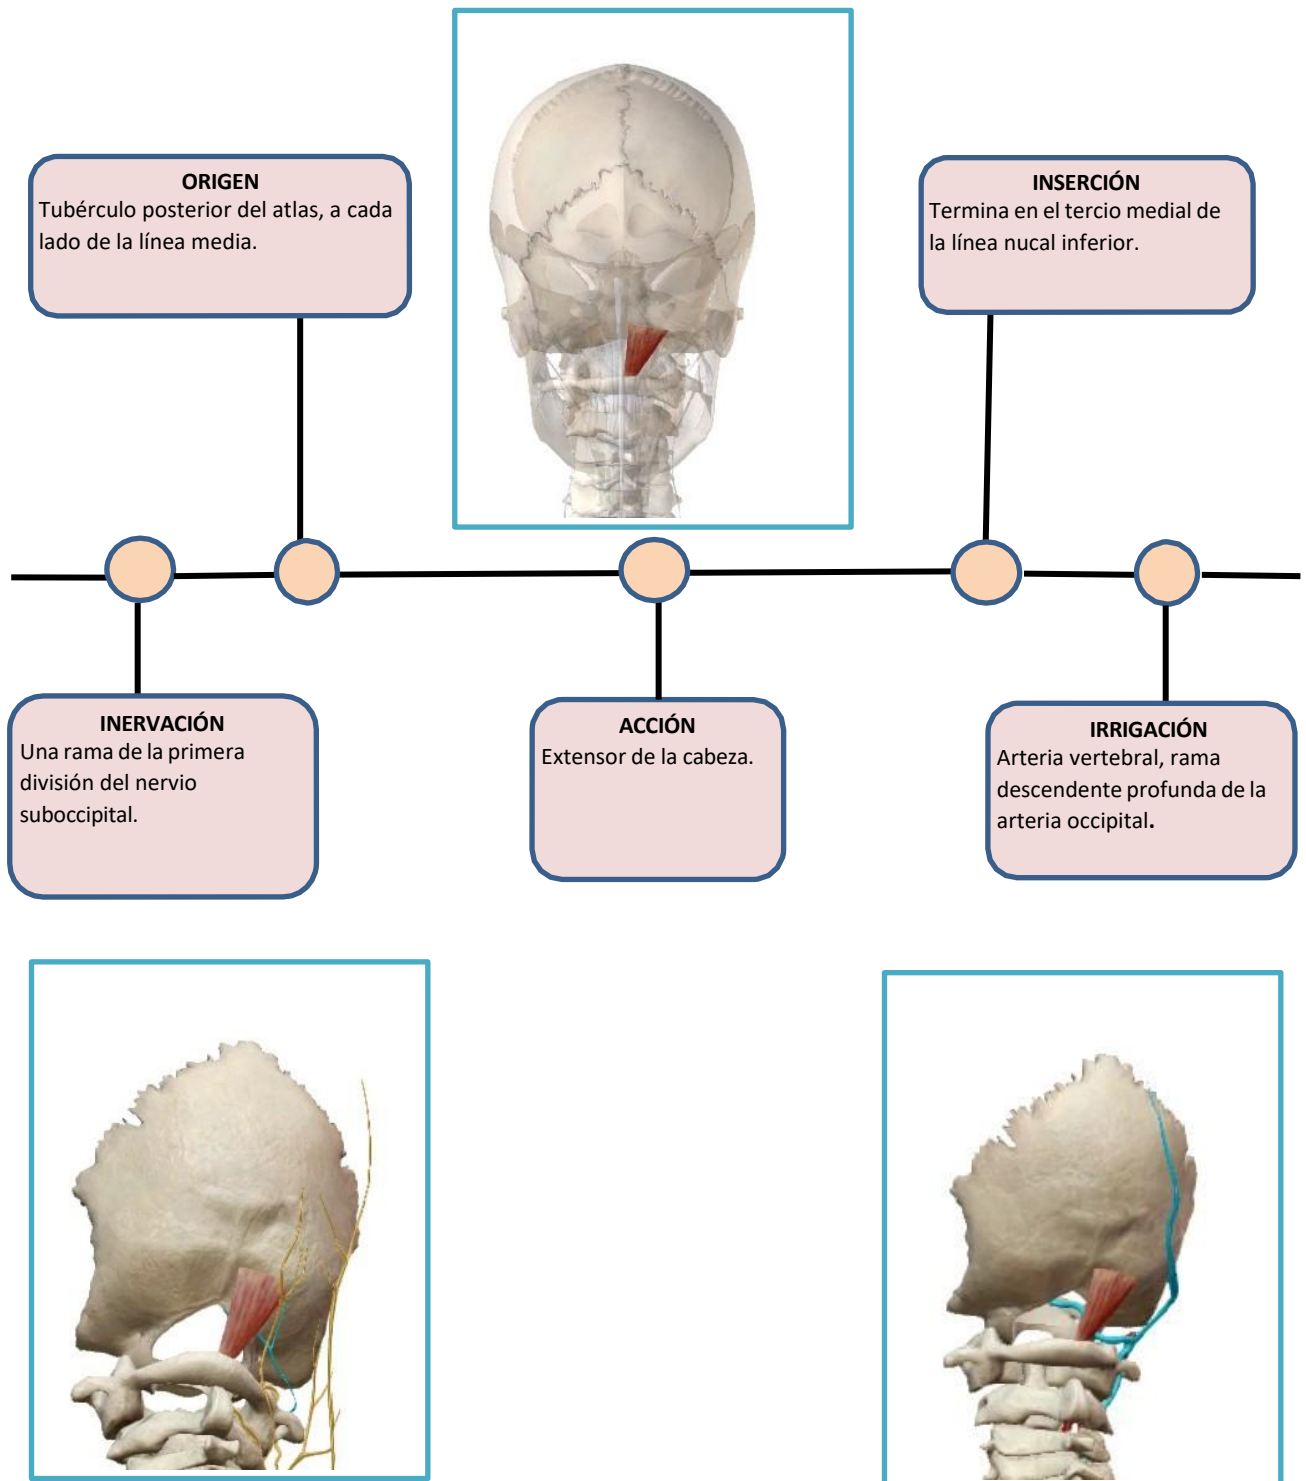 ORIGEN
Tubérculo posterior del atlas, a cada
lado de la línea media.
INSERCIÓN
Termina en el tercio medial de
la línea nucal inferior.
INERVACIÓN
Una rama de la primera
división del nervio
suboccipital.
ACCIÓN
Extensor de la cabeza.
IRRIGACIÓN
Arteria vertebral, rama
descendente profunda de la
arteria occipital.